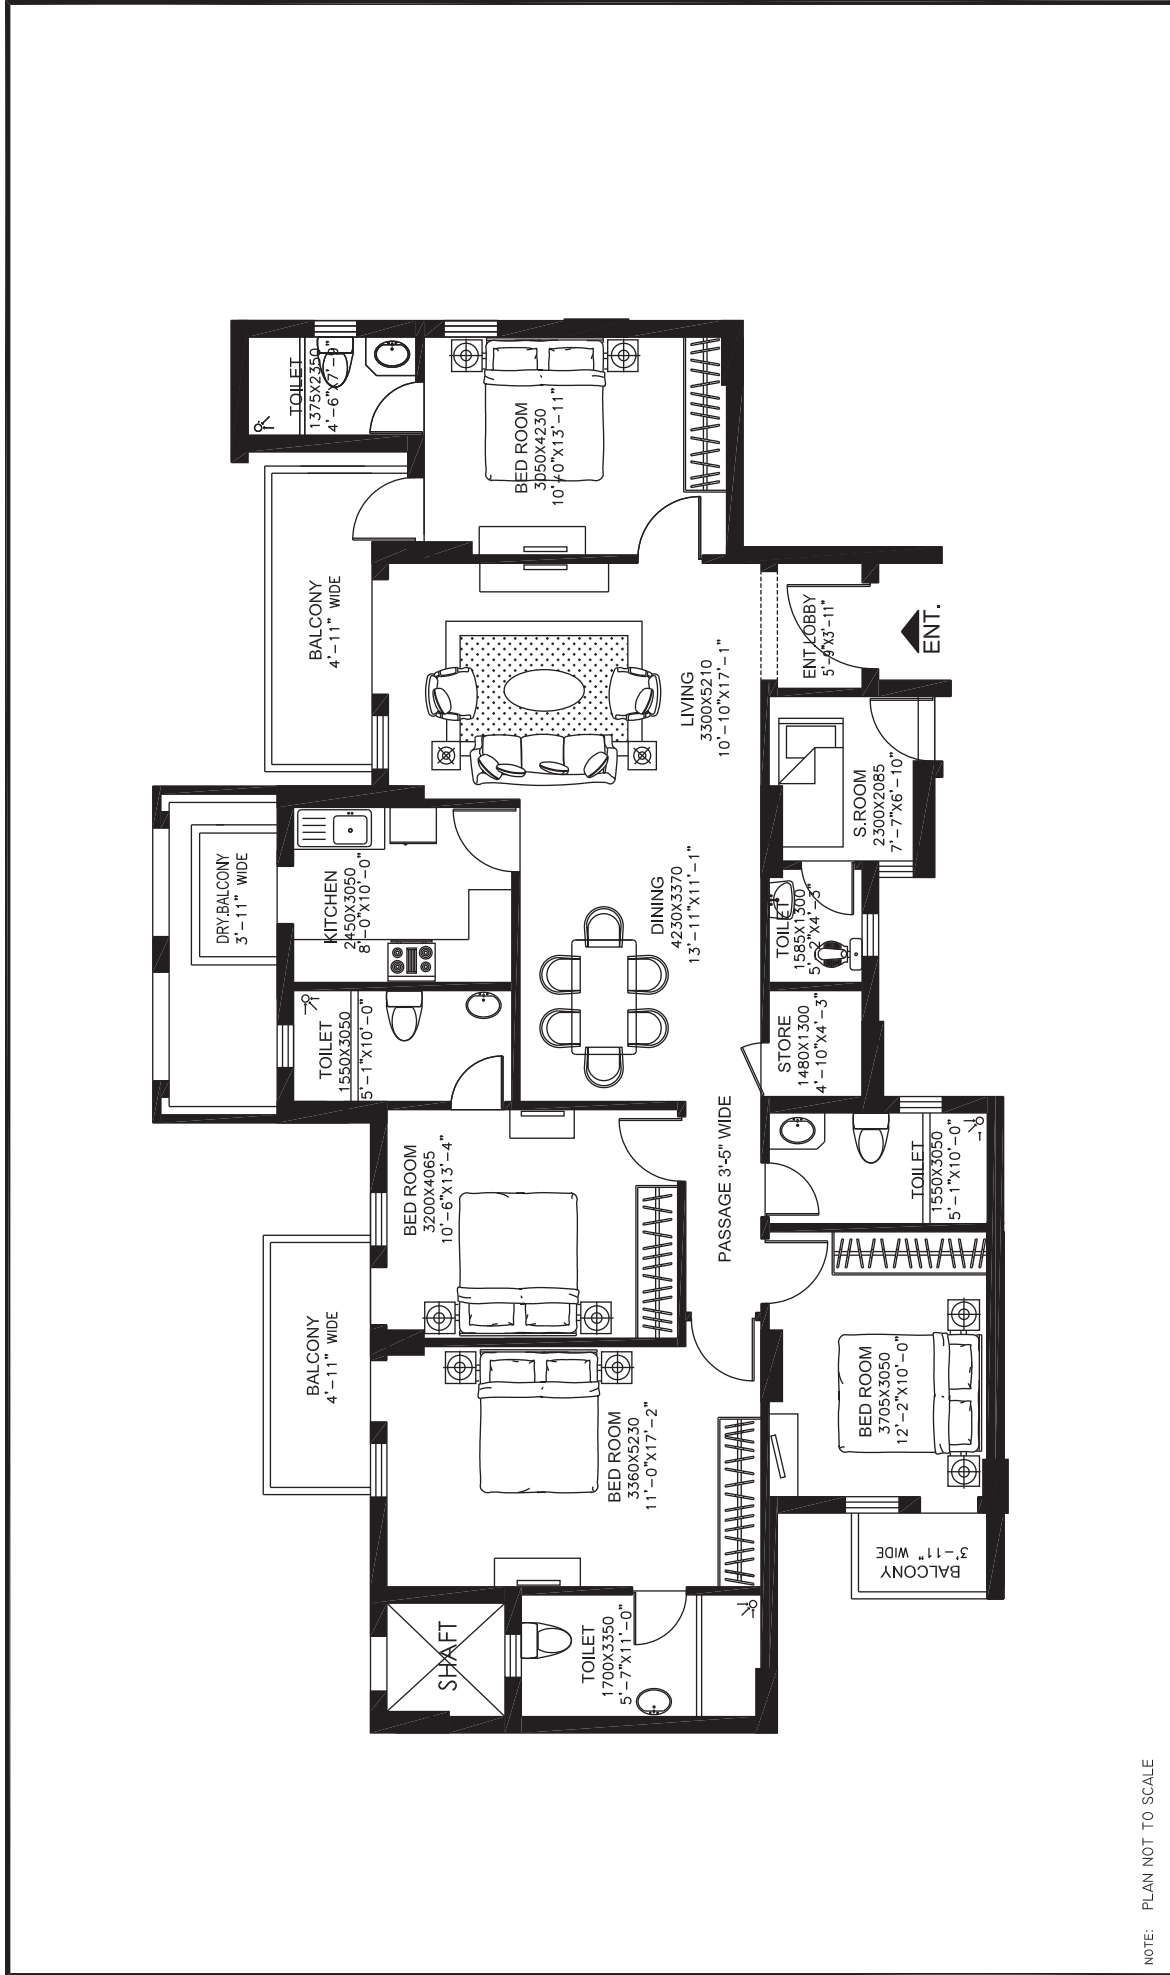 TOILET
1375X2350
4'-6"X7'-9"
BED ROOM
3050X4230
10'-0"X13'-11"
BALCONY
4'-11" WIDE
LIVING
3300X5210
10'-10"X17'-1"
ENT.LOBBY
5'-9"X3'-11"
ENT.
DRY.BALCONY
3'-11" WIDE
KITCHEN
2450X3050
8'-0"X10'-0"
DINING
4230X3370
13'-11"X11'-1"
S.ROOM
2300X2085
7'-7"X6'-10"
TOILET
1585X1300
5'-2"X4'-3"
TOILET
1550X3050
5'-1"X10'-0"
STORE
1480X1300
4'-10"X4'-3"
BED ROOM
3200X4065
10'-6"X13'-4"
PASSAGE 3'-5" WIDE
TOILET
1550X3050
5'-1"X10'-0"
BALCONY
4'-11" WIDE
BED ROOM
3360X5230
11'-0"X17'-2"
BED ROOM
3705X3050
12'-2"X10'-0"
BALCONY
3'-11" WIDE
SHAFT
TOILET
1700X3350
5'-7"X11'-0"
NOTE: PLAN NOT TO SCALE